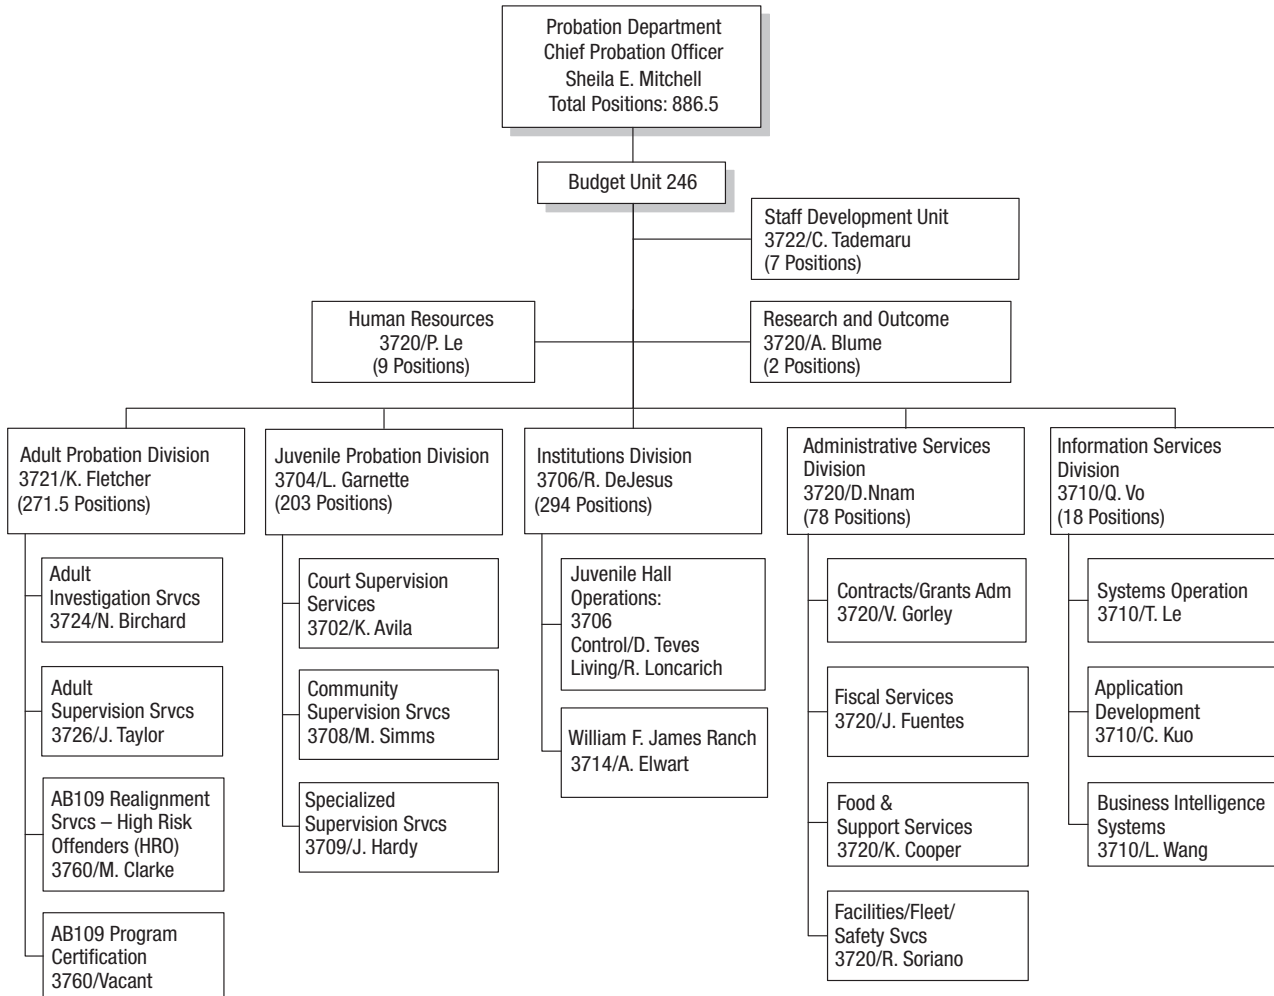 Probation Department
Chief Probation Officer
Sheila E. Mitchell
Total Positions: 886.5
Budget Unit 246
Staff Development Unit
3722/C. Tademaru
(7 Positions)
Human Resources
3720/P. Le
(9 Positions)
Research and Outcome
3720/A. Blume
(2 Positions)
Adult Probation Division
3721/K. Fletcher
(271.5 Positions)
Adult
Investigation Srvcs
3724/N. Birchard
Adult
Supervision Srvcs
3726/J. Taylor
AB109 Realignment
Srvcs – High Risk
Offenders (HRO)
3760/M. Clarke
AB109 Program
Certification
3760/Vacant
Juvenile Probation Division
3704/L. Garnette
(203 Positions)
Court Supervision
Services
3702/K. Avila
Community
Supervision Srvcs
3708/M. Simms
Specialized
Supervision Srvcs
3709/J. Hardy
Institutions Division
3706/R. DeJesus
(294 Positions)
Juvenile Hall
Operations:
3706
Control/D. Teves
Living/R. Loncarich
William F. James Ranch
3714/A. Elwart
Administrative Services
Division
3720/D.Nnam
(78 Positions)
Contracts/Grants Adm
3720/V. Gorley
Fiscal Services
3720/J. Fuentes
Food &
Support Services
3720/K. Cooper
Facilities/Fleet/
Safety Svcs
3720/R. Soriano
Information Services
Division
3710/Q. Vo
(18 Positions)
Systems Operation
3710/T. Le
Application
Development
3710/C. Kuo
Business Intelligence
Systems
3710/L. Wang